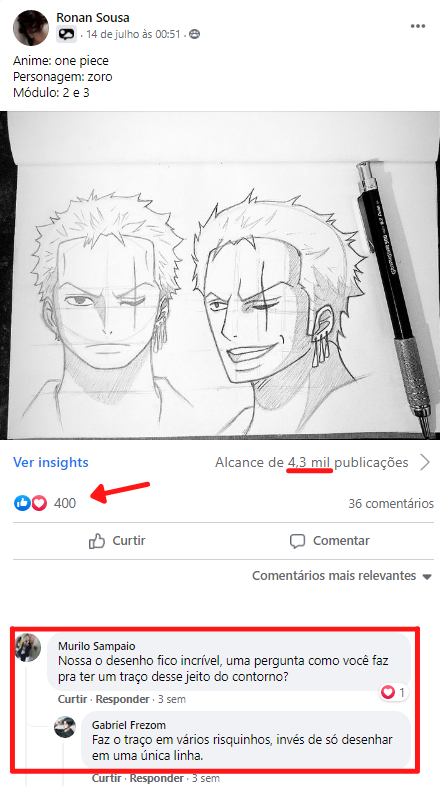 Ronan Sousa
· 14 de julho às 00:51 ·
Anime: one piece
Personagem: zoro
Módulo: 2 e 3
Ver insights
Alcance de 4,3 mil publicações
400
36 comentários
Curtir
Comentar
Comentários mais relevantes
Murilo Sampaio
Nossa o desenho fico incrível, uma pergunta como você faz
pra ter um traço desse jeito do contorno?
1
Curtir · Responder · 3 sem
Gabriel Frezom
Faz o traço em vários risquinhos, invés de só desenhar
em uma única linha.
Curtir · Responder · 3 sem